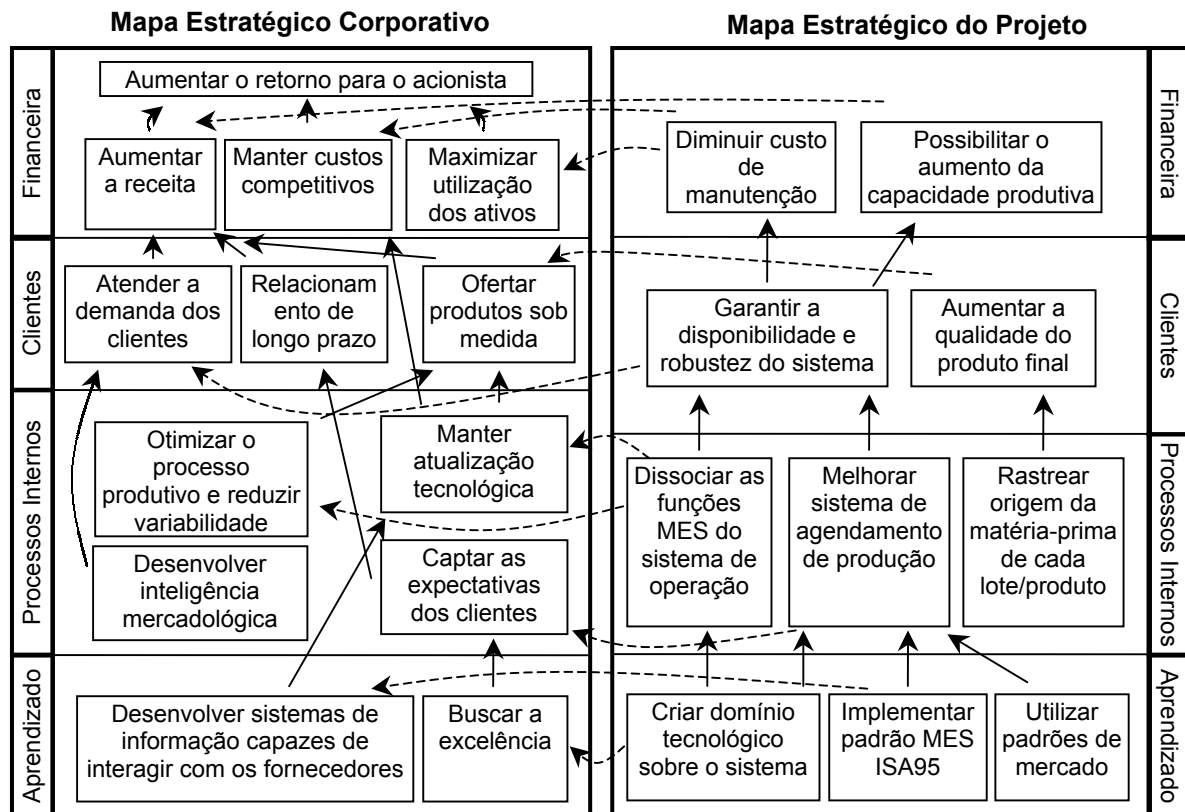 Mapa Estratégico Corporativo
Financeira
Aumentar o retorno para o acionista
Aumentar
a receita
Manter custos
competitivos
Maximizar
utilização
dos ativos
Clientes
Atender a
demanda dos
clientes
Relacionam
ento de
longo prazo
Ofertar
produtos sob
medida
Processos Internos
Otimizar o
processo
produtivo e reduzir
variabilidade
Manter
atualização
tecnológica
Desenvolver
inteligência
mercadológica
Captar as
expectativas
dos clientes
Aprendizado
Desenvolver sistemas de
informação capazes de
interagir com os fornecedores
Buscar a
excelência
Mapa Estratégico do Projeto
Diminuir custo
de
manutenção
Possibilitar o
aumento da
capacidade produtiva
Financeira
Garantir a
disponibilidade e
robustez do sistema
Aumentar a
qualidade do
produto final
Clientes
Dissociar as
funções
MES do
sistema de
operação
Melhorar
sistema de
agendamento
de produção
Rastrear
origem da
matéria-prima
de cada
lote/produto
Processos Internos
Criar domínio
tecnológico
sobre o sistema
Implementar
padrão MES
ISA95
Utilizar
padrões de
mercado
Aprendizado